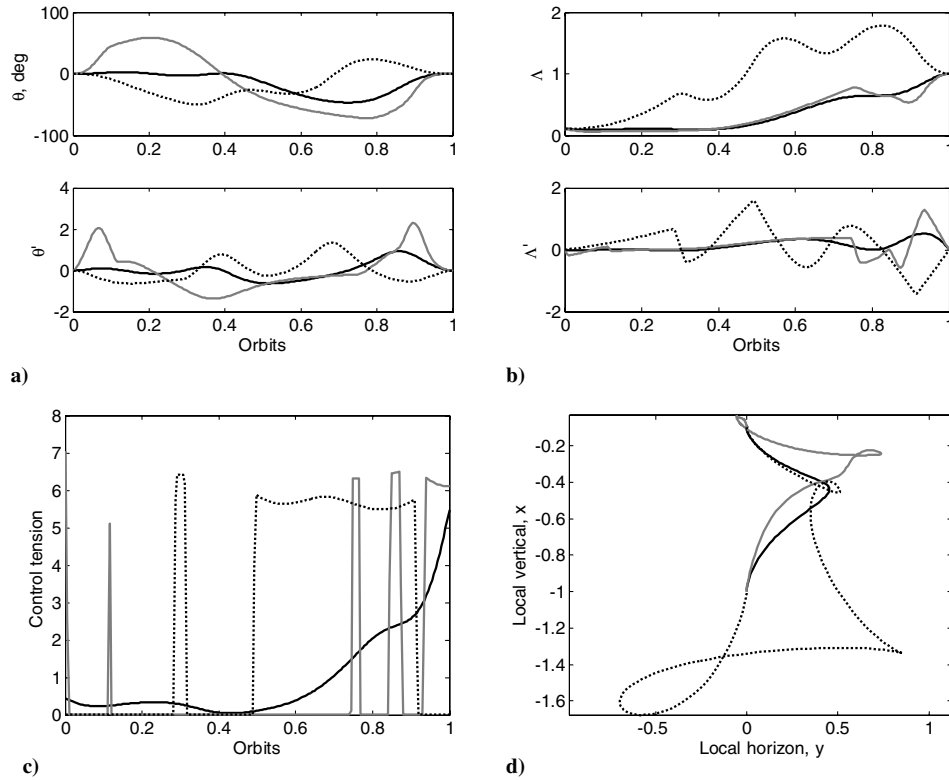 100
0
-100
θ, deg
0 0.2 0.4 0.6 0.8 1
4
2
0
-2
θ'
0 0.2 0.4 0.6 0.8 1
Orbits
a)
2
1
0
Λ
0 0.2 0.4 0.6 0.8 1
2
0
-2
Λ'
0 0.2 0.4 0.6 0.8 1
Orbits
b)
8
7
6
5
4
3
2
1
0
Control tension
0 0.2 0.4 0.6 0.8 1
Orbits
c)
-0.2
-0.4
-0.6
-0.8
-1
-1.2
-1.4
-1.6
Local vertical, x
-0.5 0 0.5 1
Local horizon, y
d)